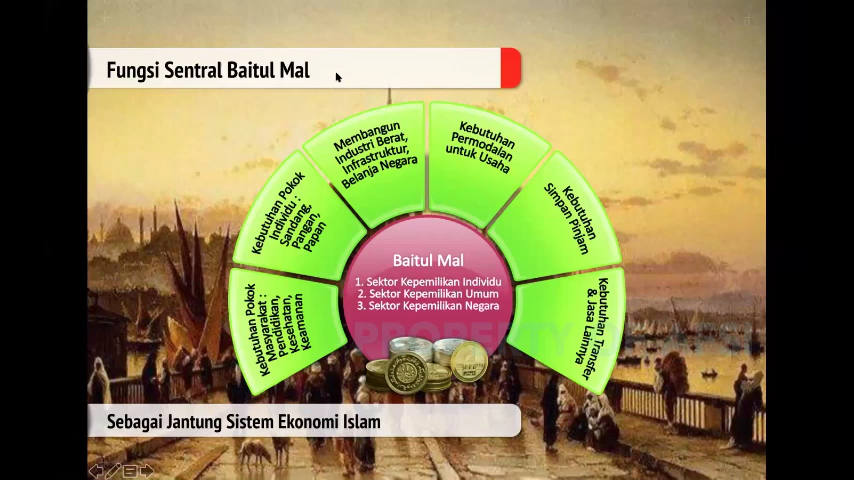 Fungsi Sentral Baitul Mal
Kebutuhan Pokok
Masyarakat :
Pendidikan,
Kesehatan,
Keamanan
Kebutuhan Pokok
Individu :
Sandang,
Pangan,
Papan
Membangun
Industri Berat,
Infrastruktur,
Belanja Negara
Kebutuhan
Permodalan
untuk Usaha
Kebutuhan
Simpan Pinjam
Kebutuhan Transfer
& Jasa Lainnya
Baitul Mal
1. Sektor Kepemilikan Individu
2. Sektor Kepemilikan Umum
3. Sektor Kepemilikan Negara
Sebagai Jantung Sistem Ekonomi Islam